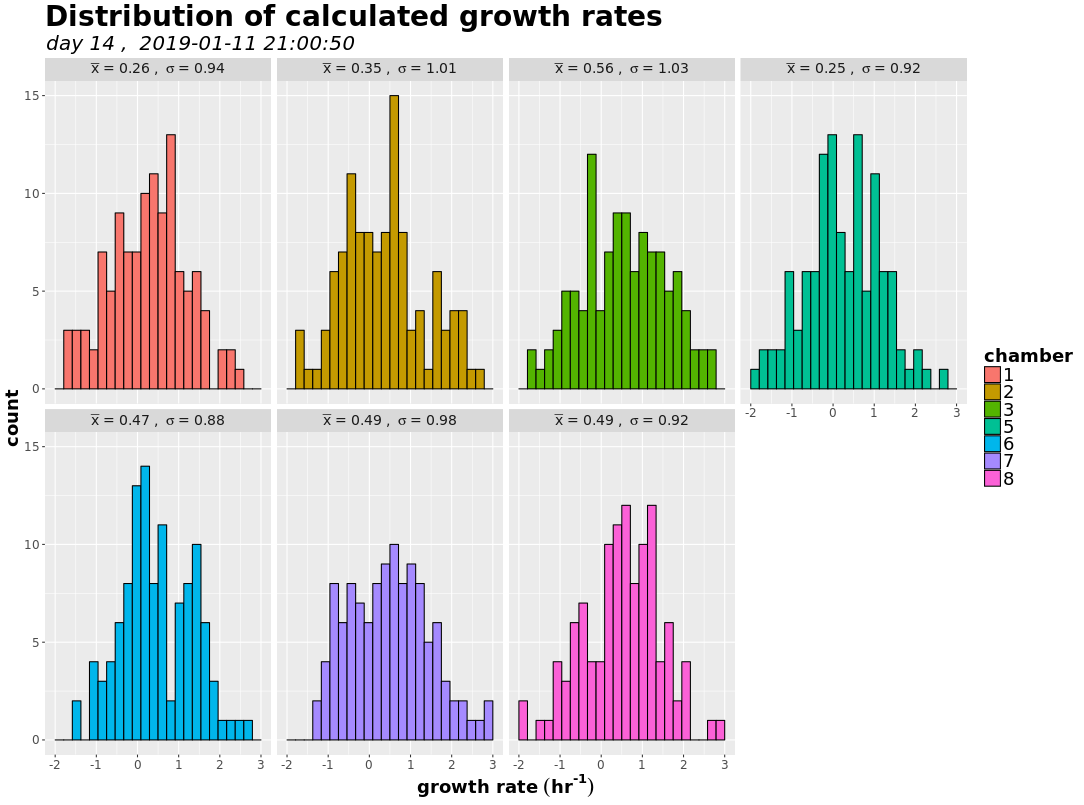 Distribution of calculated growth rates
day 14 ,  2019-01-11 21:00:50
x̅ = 0.26 ,  σ = 0.94
x̅ = 0.35 ,  σ = 1.01
x̅ = 0.56 ,  σ = 1.03
x̅ = 0.25 ,  σ = 0.92
15
10
5
0
-2 -1 0 1 2 3
x̅ = 0.47 ,  σ = 0.88
x̅ = 0.49 ,  σ = 0.98
x̅ = 0.49 ,  σ = 0.92
15
10
5
0
-2 -1 0 1 2 3
-2 -1 0 1 2 3
-2 -1 0 1 2 3
count
growth rate (hr⁻¹)
chamber
1
2
3
5
6
7
8